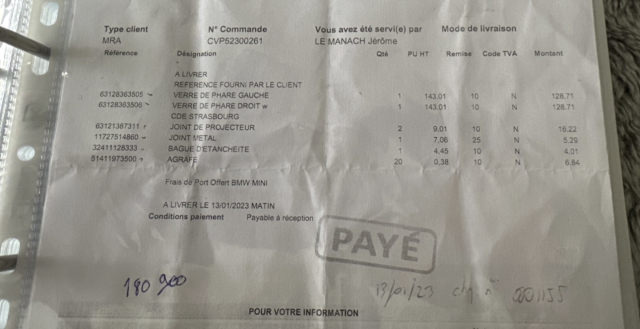 Type client N° Commande Vous avez été servi(e) par Mode de livraison
MRA CVP52300261 LE MANACH Jérôme
Référence Désignation Qté PU HT Remise Code TVA Montant
A LIVRER
REFERENCE FOURNI PAR LE CLIENT
63128363505 VERRE DE PHARE GAUCHE 1 143.01 10 N 128.71
63128363506 VERRE DE PHARE DROIT 1 143.01 10 N 128.71
CDE STRASBOURG
63121387311 JOINT DE PROJECTEUR 2 9.01 10 N 16.22
11727514860 JOINT METAL 1 7.06 25 N 5.29
32411128333 BAGUE D'ETANCHEITE 1 4.45 10 N 4.01
51411973500 AGRAFE 20 0.38 10 N 6.84
Frais de Port Offert BMW MINI
A LIVRER LE 13/01/2023 MATIN
Conditions paiement Payable à réception
PAYÉ
190 900
13/01/23
POUR VOTRE INFORMATION